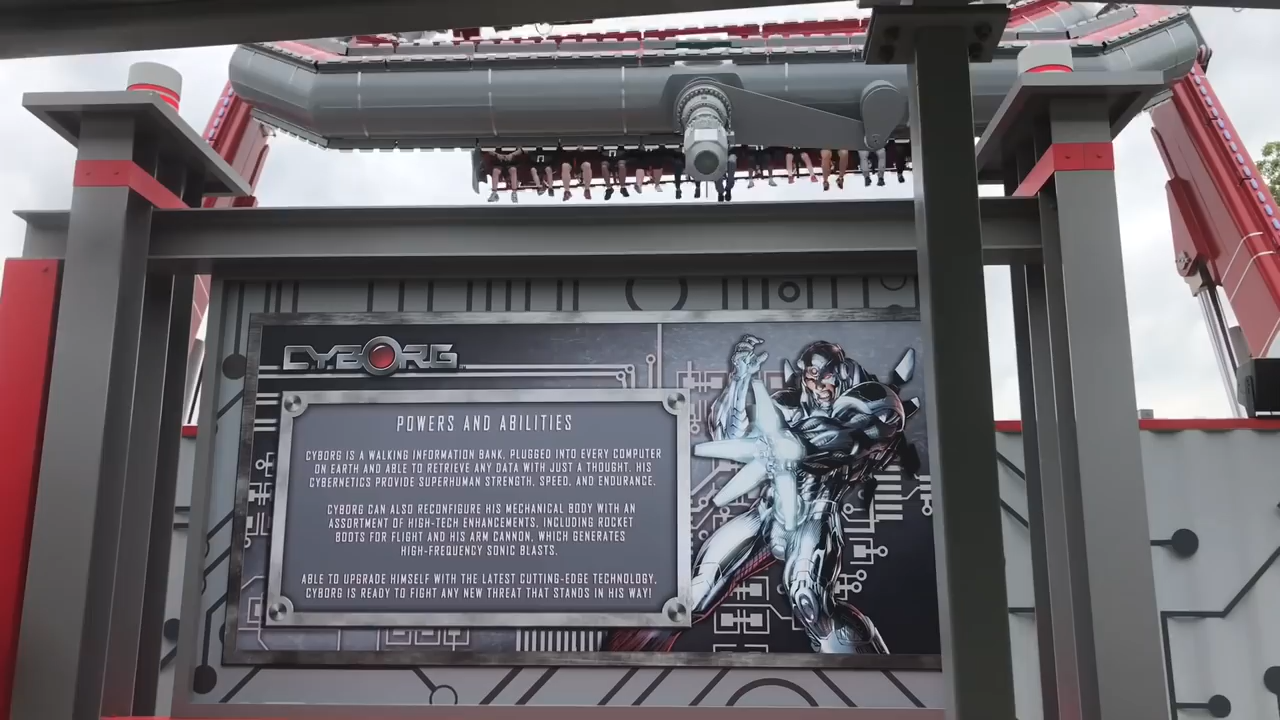 CYBORG
POWERS AND ABILITIES
CYBORG IS A WALKING INFORMATION BANK, PLUGGED INTO EVERY COMPUTER
ON EARTH AND ABLE TO RETRIEVE ANY DATA WITH JUST A THOUGHT. HIS
CYBERNETICS PROVIDE SUPERHUMAN STRENGTH, SPEED, AND ENDURANCE.
CYBORG CAN ALSO RECONFIGURE HIS MECHANICAL BODY WITH AN
ASSORTMENT OF HIGH-TECH ENHANCEMENTS, INCLUDING ROCKET
BOOTS FOR FLIGHT AND HIS ARM CANNON, WHICH GENERATES
HIGH-FREQUENCY SONIC BLASTS.
ABLE TO UPGRADE HIMSELF WITH THE LATEST CUTTING-EDGE TECHNOLOGY,
CYBORG IS READY TO FIGHT ANY NEW THREAT THAT STANDS IN HIS WAY!